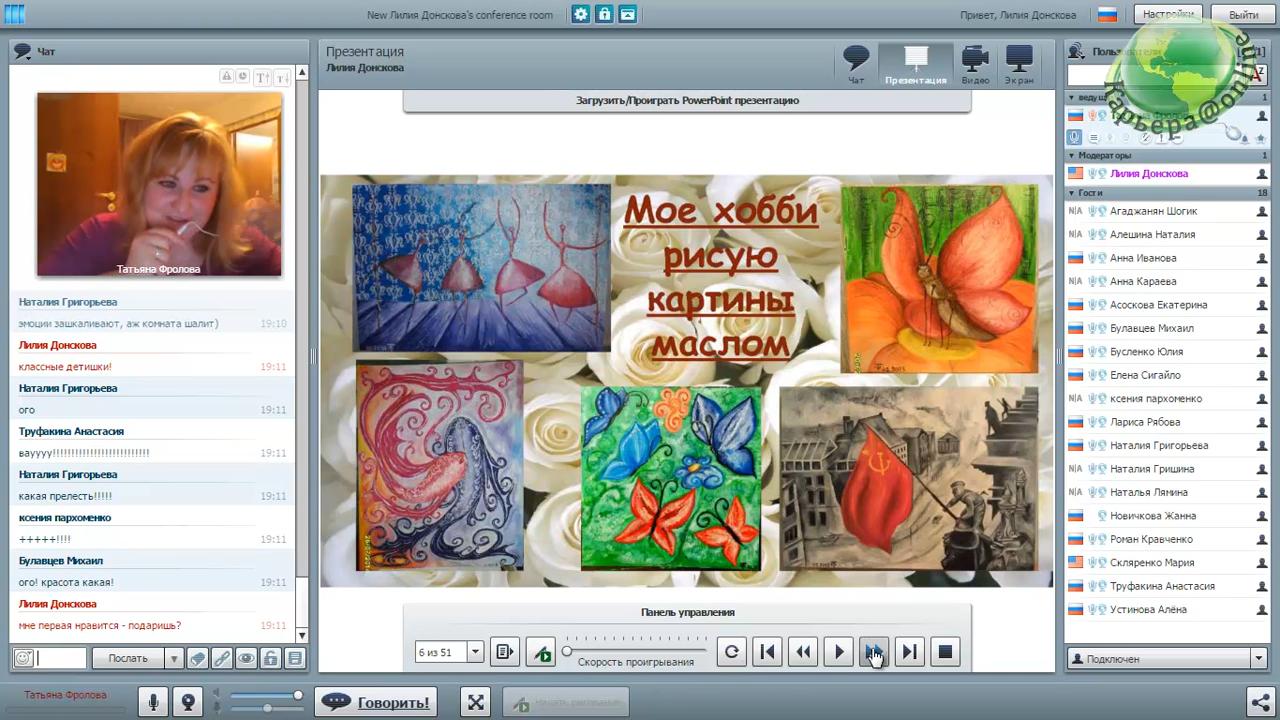 New Лилия Донскова's conference room
Привет, Лилия Донскова
Настройки
Выйти
Чат
Татьяна Фролова
Наталия Григорьева
эмоции зашкаливают, аж комната шалит)
19:10
Лилия Донскова
классные детишки!
19:11
Наталия Григорьева
ого
19:11
Труфакина Анастасия
вауууу!!!!!!!!!!!!!!!!!!!!!!!!!!!!
19:11
Наталия Григорьева
какая прелесть!!!!!
19:11
ксения пархоменко
+++++!!!!
19:11
Булавцев Михаил
ого! красота какая!
19:11
Лилия Донскова
мне первая нравится - подаришь?
19:11
Послать
Татьяна Фролова
Говорить!
Презентация
Лилия Донскова
Чат
Презентация
Видео
Экран
Загрузить/Проиграть PowerPoint презентацию
Мое хобби
рисую
картины
маслом
Панель управления
6 из 51
Скорость проигрывания
Начать рисование
карьера@online
ведущ
1
Модераторы
1
Лилия Донскова
Гости
18
N/A
Агаджанян Шогик
N/A
Алешина Наталия
Анна Иванова
N/A
Анна Караева
Асоскова Екатерина
Булавцев Михаил
Бусленко Юлия
Елена Сигайло
N/A
ксения пархоменко
Лариса Рябова
Наталия Григорьева
N/A
Наталия Гришина
N/A
Наталья Лямина
Новичкова Жанна
Роман Кравченко
Скляренко Мария
Труфакина Анастасия
Устинова Алёна
Подключен